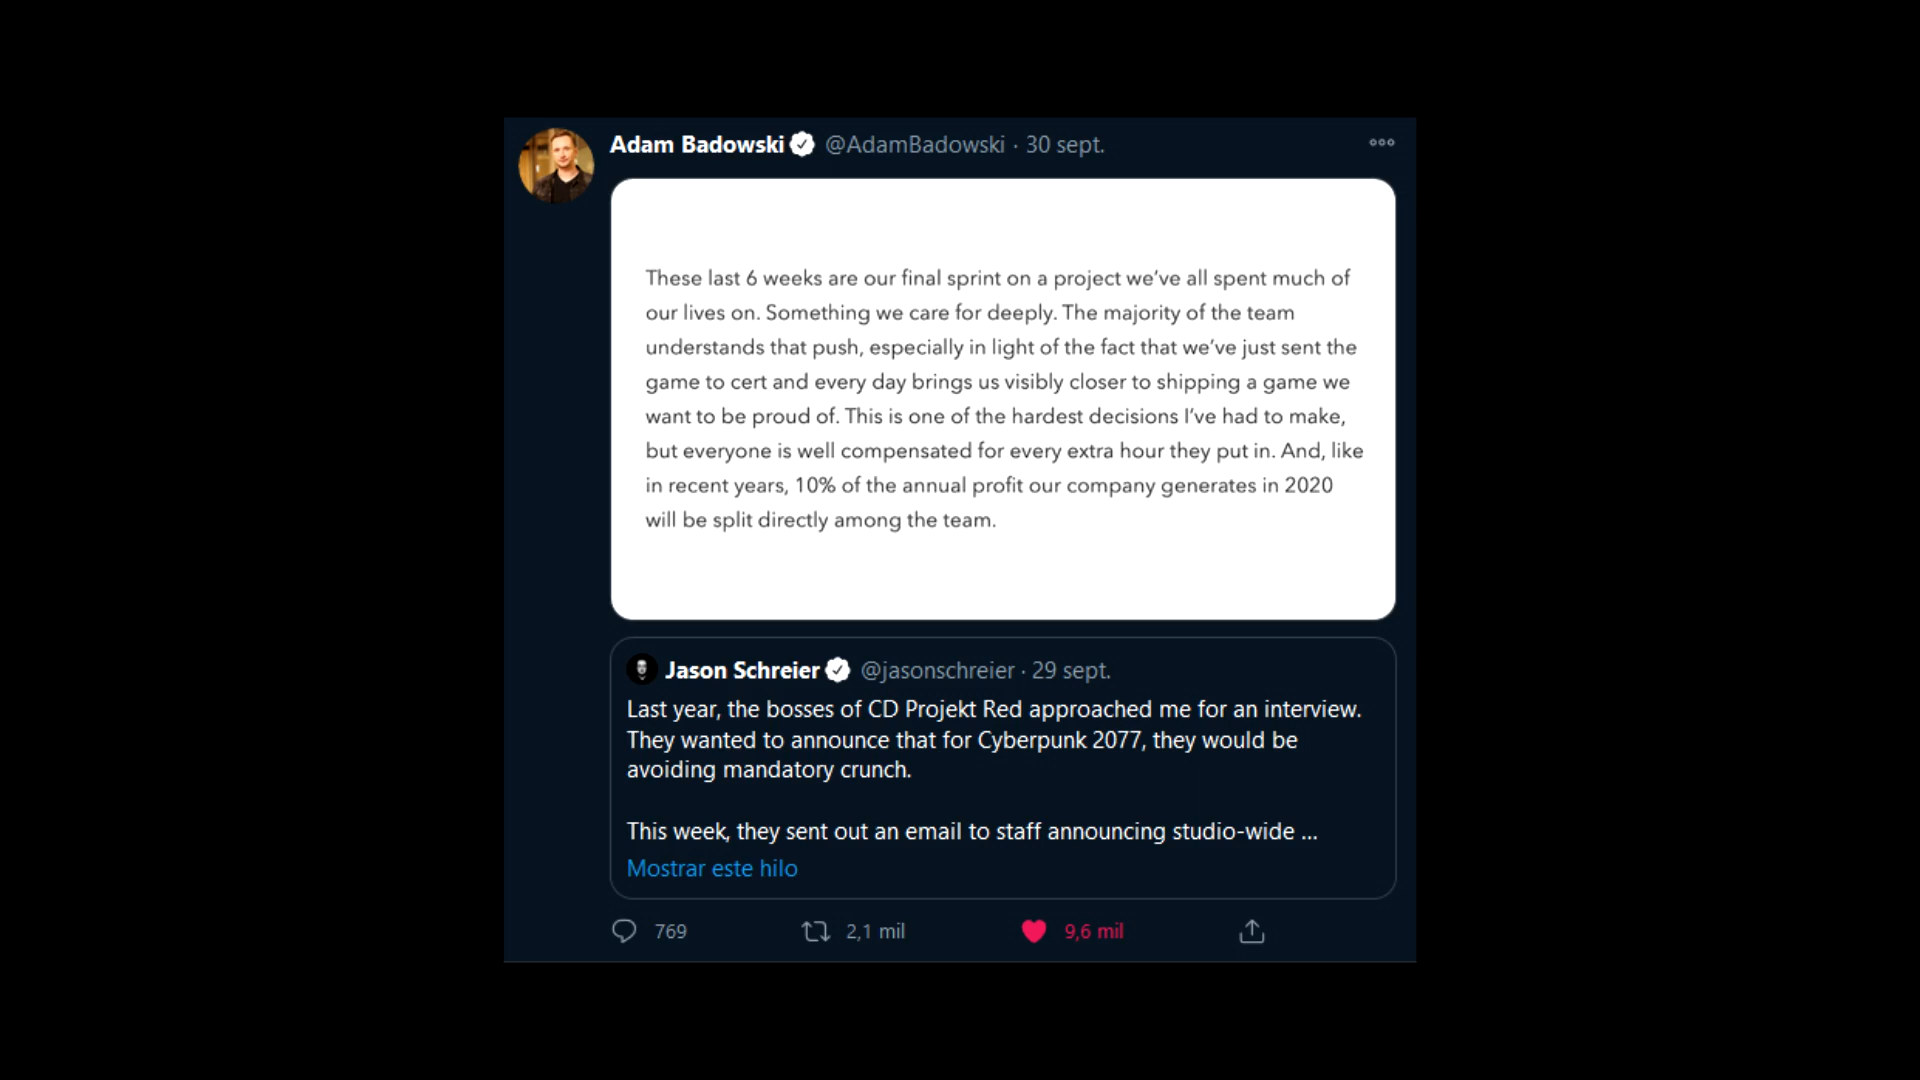 Adam Badowski @AdamBadowski · 30 sept.
These last 6 weeks are our final sprint on a project we’ve all spent much of
our lives on. Something we care for deeply. The majority of the team
understands that push, especially in light of the fact that we’ve just sent the
game to cert and every day brings us visibly closer to shipping a game we
want to be proud of. This is one of the hardest decisions I’ve had to make,
but everyone is well compensated for every extra hour they put in. And, like
in recent years, 10% of the annual profit our company generates in 2020
will be split directly among the team.
Jason Schreier @jasonschreier · 29 sept.
Last year, the bosses of CD Projekt Red approached me for an interview.
They wanted to announce that for Cyberpunk 2077, they would be
avoiding mandatory crunch.
This week, they sent out an email to staff announcing studio-wide ...
Mostrar este hilo
769 2,1 mil 9,6 mil